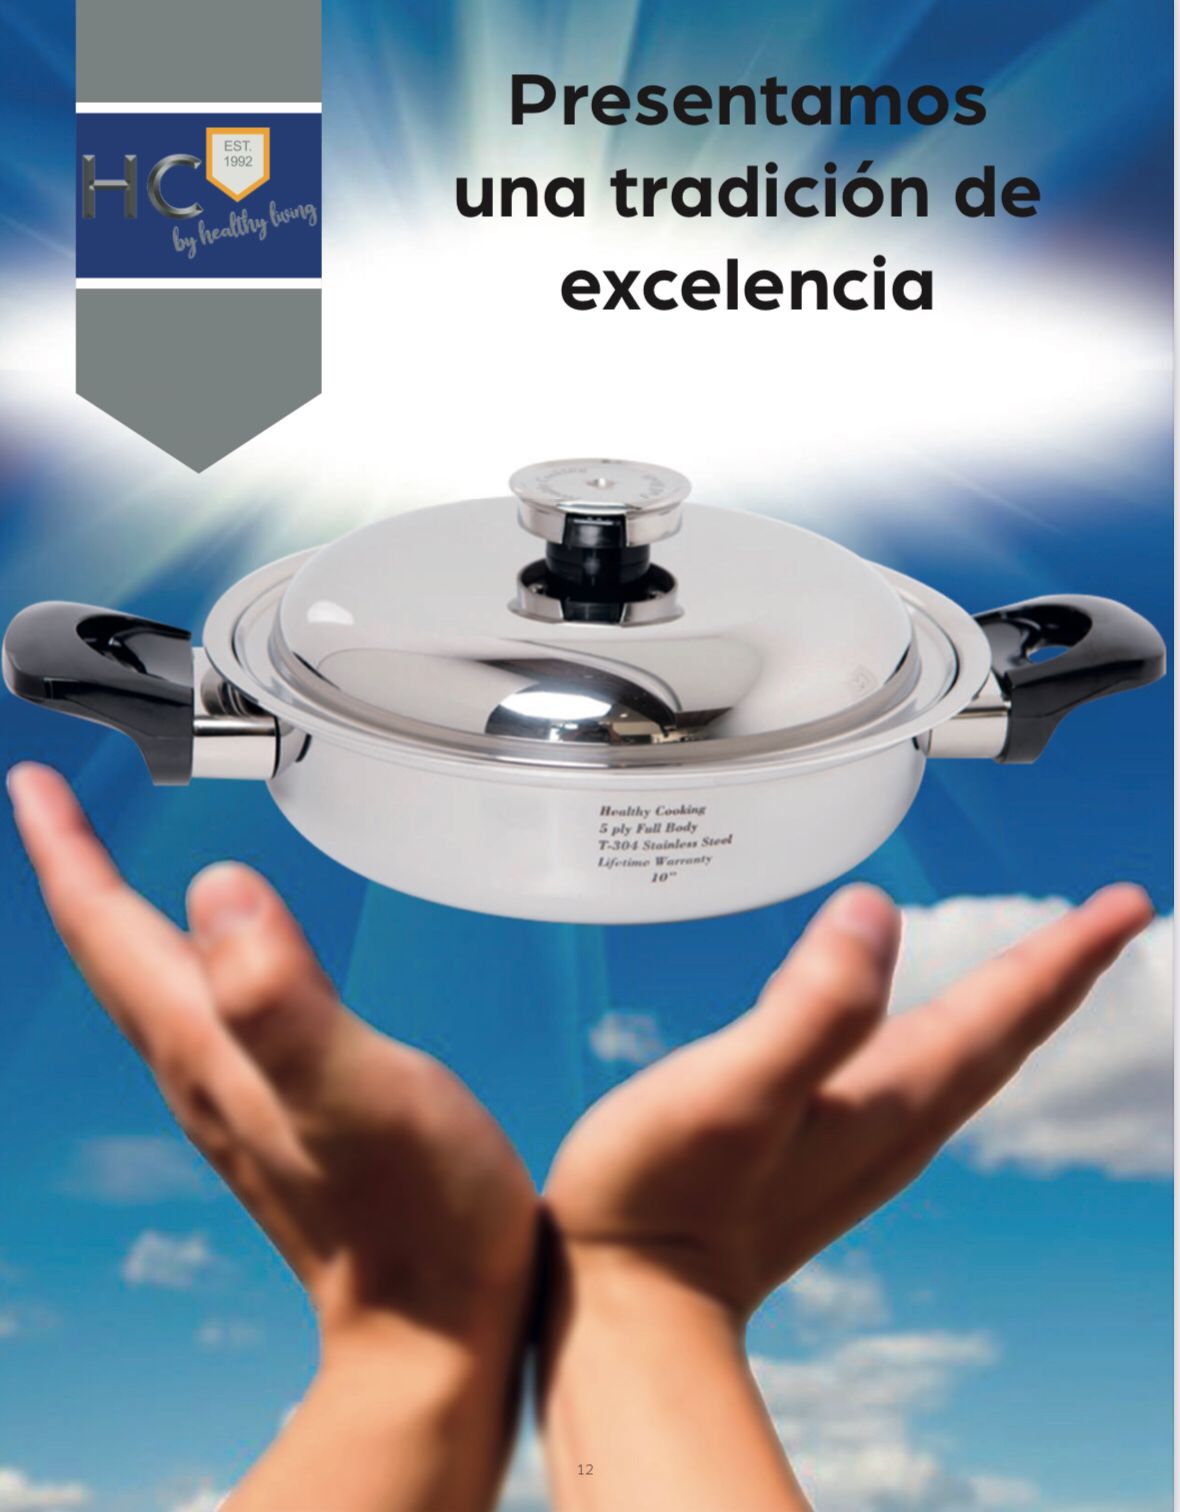 HC
EST.
1992
by healthy living
Presentamos
una tradición de
excelencia
Healthy Cooking
5 ply Full Body
T-304 Stainless Steel
Lifetime Warranty
10"
12